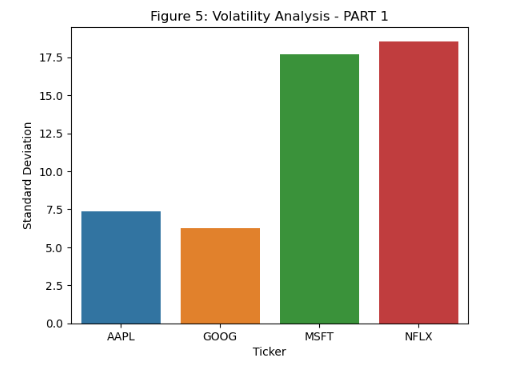 Figure 5: Volatility Analysis - PART 1
17.5
15.0
12.5
10.0
7.5
5.0
2.5
0.0
Standard Deviation
AAPL GOOG MSFT NFLX
Ticker